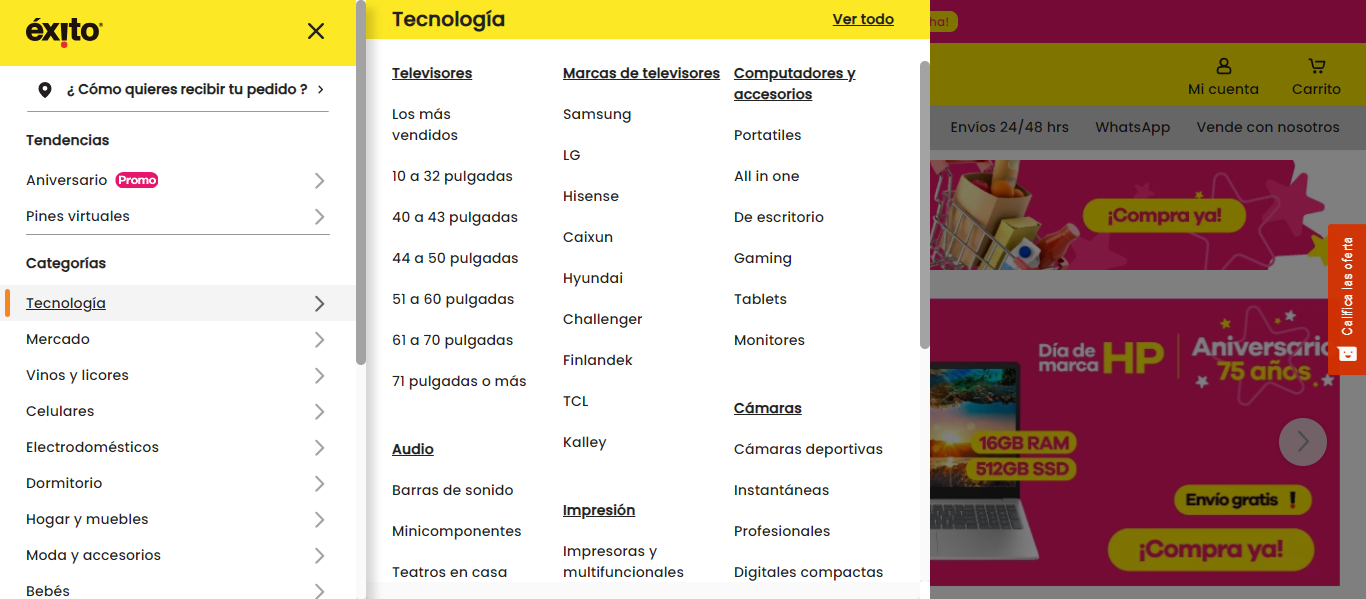 éxito
¿ Cómo quieres recibir tu pedido ?
Tendencias
Aniversario Promo
Pines virtuales
Categorías
Tecnología
Mercado
Vinos y licores
Celulares
Electrodomésticos
Dormitorio
Hogar y muebles
Moda y accesorios
Bebés
Tecnología
Ver todo
Televisores
Los más
vendidos
10 a 32 pulgadas
40 a 43 pulgadas
44 a 50 pulgadas
51 a 60 pulgadas
61 a 70 pulgadas
71 pulgadas o más
Audio
Barras de sonido
Minicomponentes
Teatros en casa
Marcas de televisores
Samsung
LG
Hisense
Caixun
Hyundai
Challenger
Finlandek
TCL
Kalley
Impresión
Impresoras y
multifuncionales
Computadores y
accesorios
Portatiles
All in one
De escritorio
Gaming
Tablets
Monitores
Cámaras
Cámaras deportivas
Instantáneas
Profesionales
Digitales compactas
Mi cuenta
Carrito
Envíos 24/48 hrs
WhatsApp
Vende con nosotros
¡Compra ya!
Califica las oferta
Día de
marca HP
Aniversario
75 años
16GB RAM
512GB SSD
Envío gratis !
¡Compra ya!